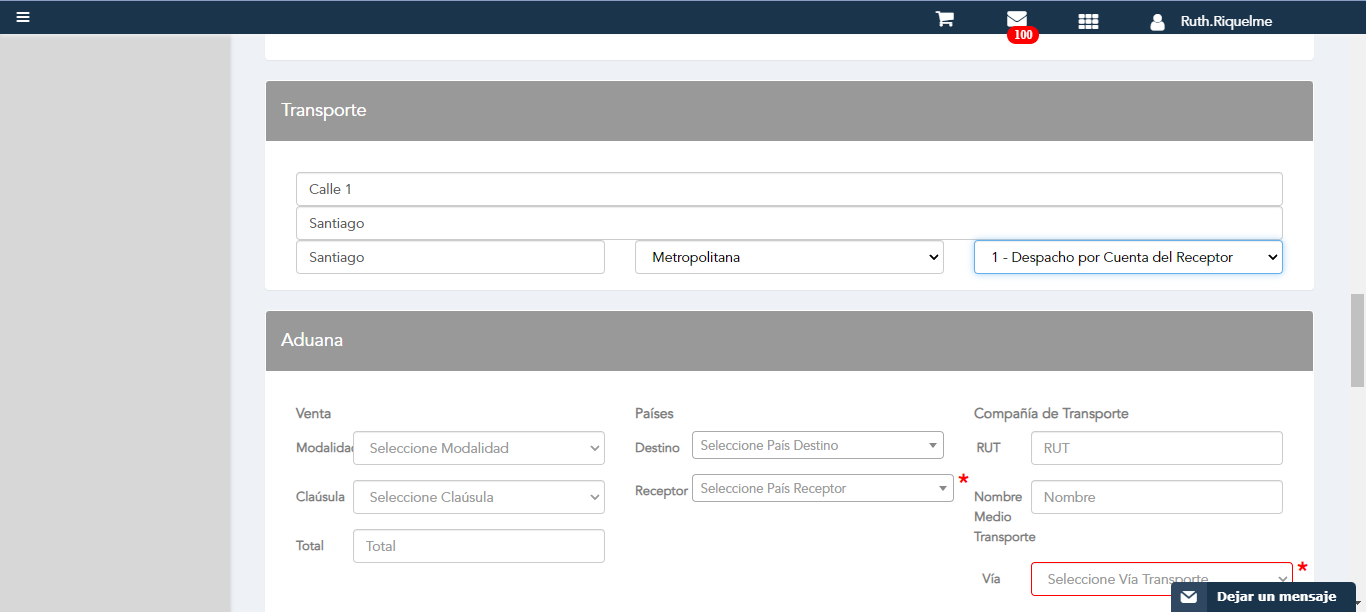 Ruth.Riquelme
100
Transporte
Calle 1
Santiago
Santiago
Metropolitana
1 - Despacho por Cuenta del Receptor
Aduana
Venta
Modalidad
Seleccione Modalidad
Claúsula
Seleccione Claúsula
Total
Total
Países
Destino
Seleccione País Destino
Receptor
Seleccione País Receptor
*
Compañía de Transporte
RUT
RUT
Nombre
Medio
Transporte
Nombre
Vía
Seleccione Vía Transporte
*
Dejar un mensaje